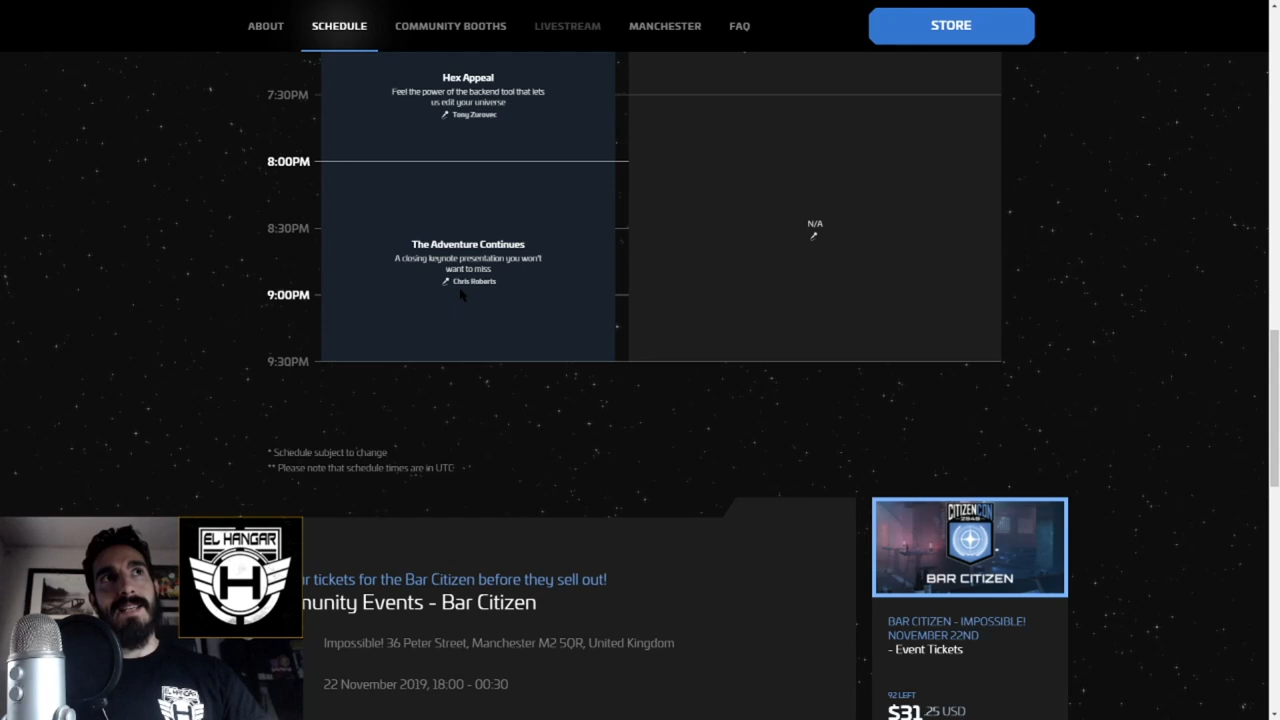 ABOUT SCHEDULE COMMUNITY BOOTHS LIVESTREAM MANCHESTER FAQ STORE
Hex Appeal
7:30PM
Feel the power of the backend tool that lets
us edit your universe
Tony Zurovec
8:00PM
8:30PM
N/A
The Adventure Continues
A closing keynote presentation you won't
want to miss
Chris Roberts
9:00PM
9:30PM
* Schedule subject to change
** Please note that schedule times are in UTC
EL HANGAR
H
r tickets for the Bar Citizen before they sell out!
munity Events - Bar Citizen
Impossible! 36 Peter Street, Manchester M2 5QR, United Kingdom
22 November 2019, 18:00 - 00:30
CITIZENCON
2949
BAR CITIZEN
BAR CITIZEN - IMPOSSIBLE!
NOVEMBER 22ND
- Event Tickets
92 LEFT
$31.25 USD
EL HANGAR